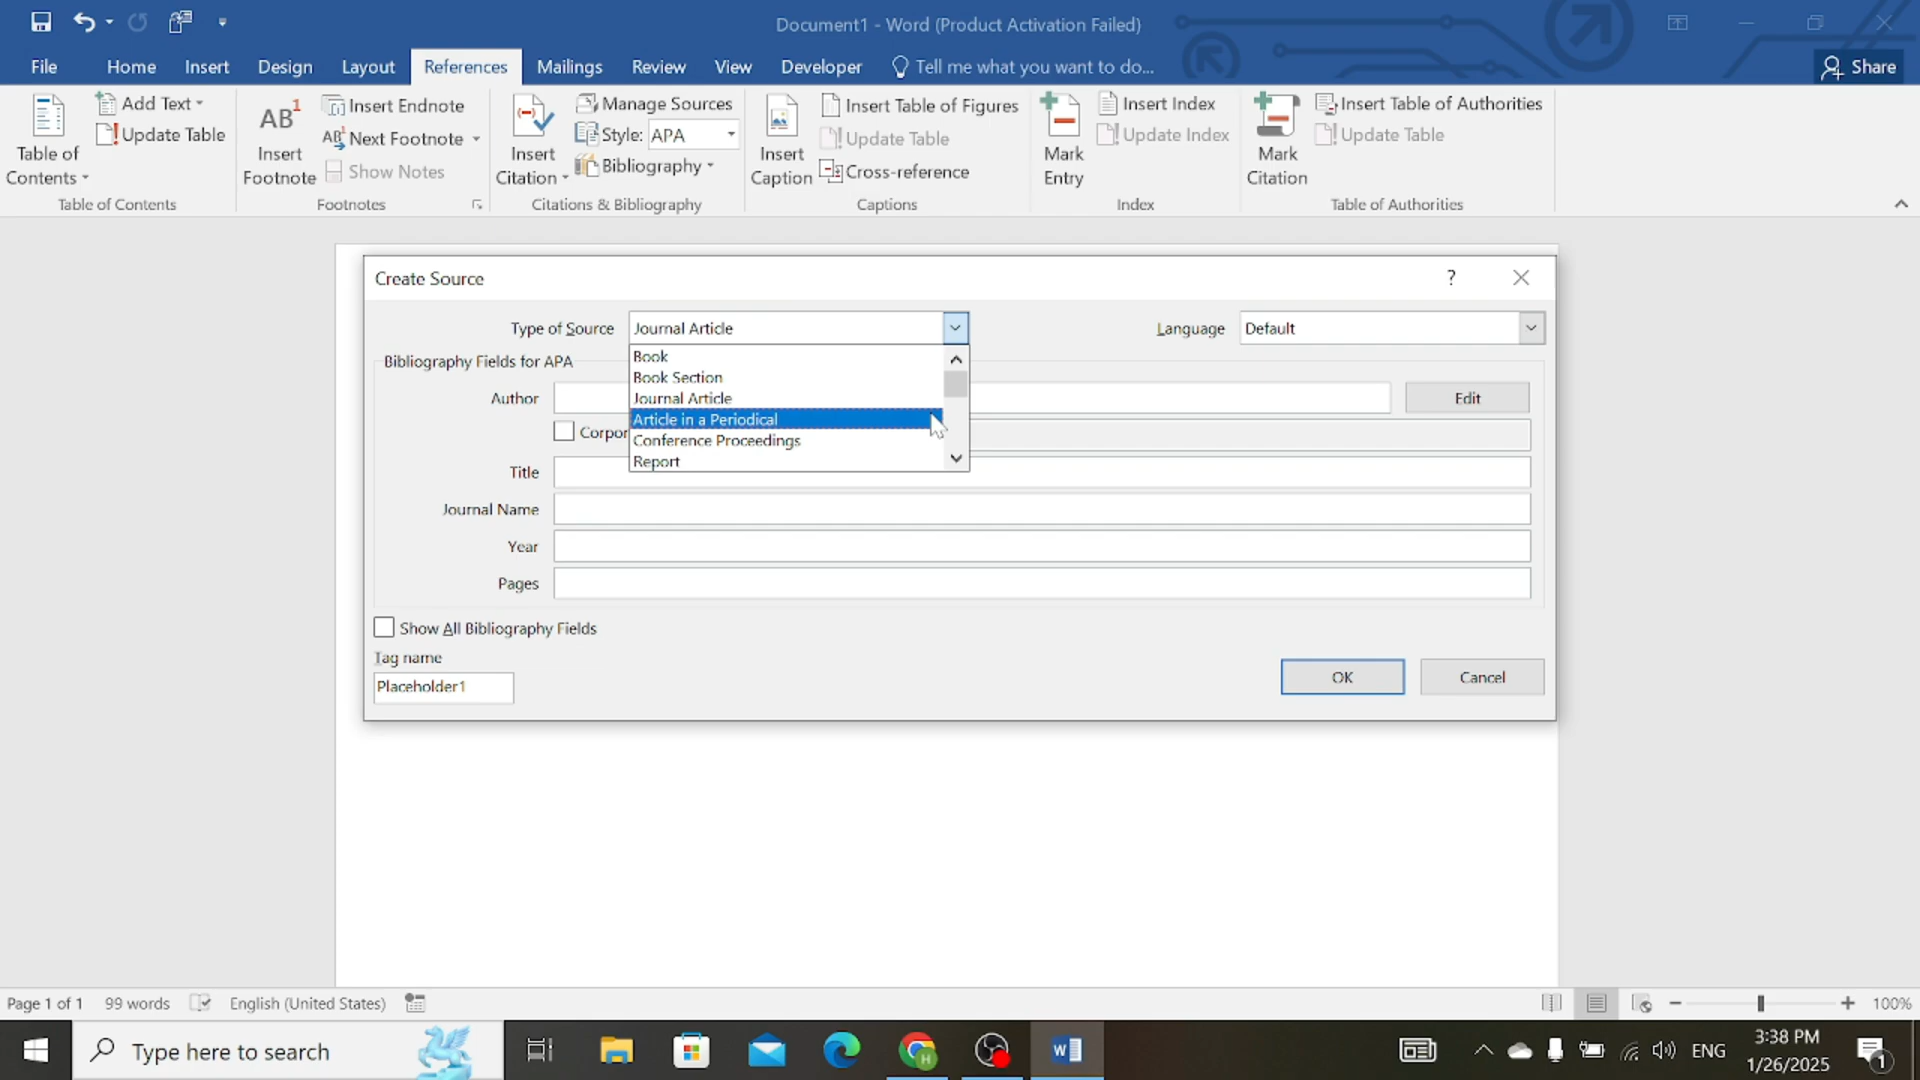 Document1 - Word (Product Activation Failed)
File Home Insert Design Layout References Mailings Review View Developer Tell me what you want to do... Share
Table of Contents
Add Text
Update Table
Table of Contents
AB1
Insert Footnote
Insert Endnote
Next Footnote
Show Notes
Footnotes
Insert Citation
Manage Sources
Style: APA
Bibliography
Citations & Bibliography
Insert Caption
Insert Table of Figures
Update Table
Cross-reference
Captions
Mark Entry
Insert Index
Update Index
Index
Mark Citation
Insert Table of Authorities
Update Table
Table of Authorities
Create Source
?
Type of Source Journal Article
Language Default
Book
Book Section
Journal Article
Article in a Periodical
Conference Proceedings
Report
Bibliography Fields for APA
Author
Edit
Corpor
Title
Journal Name
Year
Pages
Show All Bibliography Fields
Tag name
Placeholder1
OK Cancel
Page 1 of 1 99 words English (United States) 100%
Type here to search
H
W
ENG
3:38 PM
1/26/2025
1